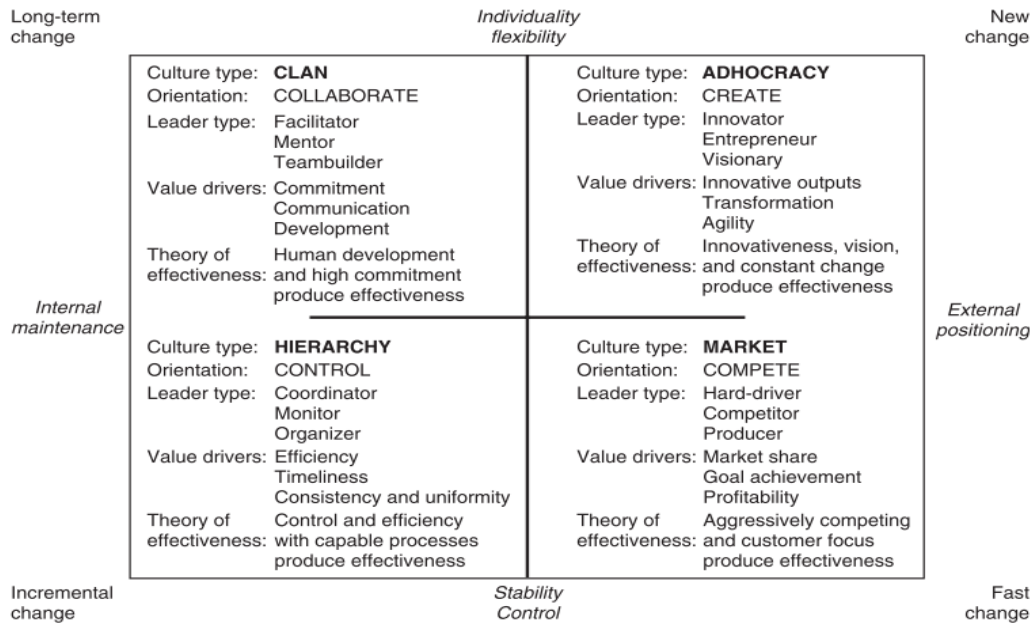 Long-term
change
Individuality
flexibility
New
change
Culture type: CLAN
Orientation: COLLABORATE
Leader type: Facilitator
Mentor
Teambuilder
Value drivers: Commitment
Communication
Development
Theory of Human development
effectiveness: and high commitment
produce effectiveness
Culture type: ADHOCRACY
Orientation: CREATE
Leader type: Innovator
Entrepreneur
Visionary
Value drivers: Innovative outputs
Transformation
Agility
Theory of Innovativeness, vision,
effectiveness: and constant change
produce effectiveness
Internal
maintenance
External
positioning
Culture type: HIERARCHY
Orientation: CONTROL
Leader type: Coordinator
Monitor
Organizer
Value drivers: Efficiency
Timeliness
Consistency and uniformity
Theory of Control and efficiency
effectiveness: with capable processes
produce effectiveness
Culture type: MARKET
Orientation: COMPETE
Leader type: Hard-driver
Competitor
Producer
Value drivers: Market share
Goal achievement
Profitability
Theory of Aggressively competing
effectiveness: and customer focus
produce effectiveness
Incremental
change
Stability
Control
Fast
change